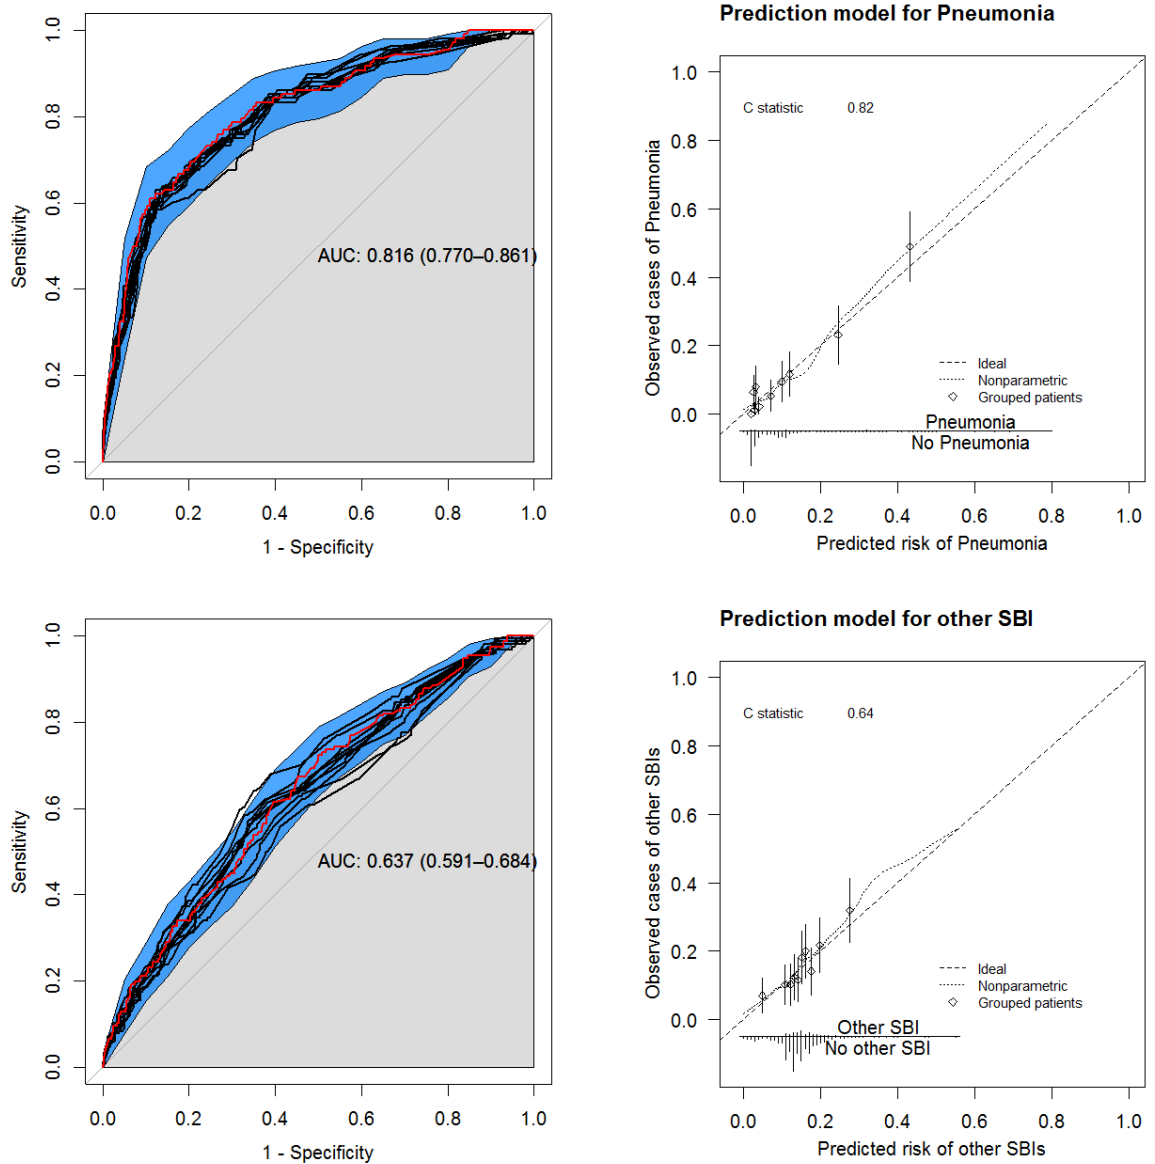 Sensitivity
1.0
0.8
0.6
0.4
0.2
0.0
AUC: 0.816 (0.770–0.861)
0.0 0.2 0.4 0.6 0.8 1.0
1 - Specificity
Prediction model for Pneumonia
Observed cases of Pneumonia
1.0
0.8
0.6
0.4
0.2
0.0
C statistic 0.82
Ideal
Nonparametric
Grouped patients
Pneumonia
No Pneumonia
0.0 0.2 0.4 0.6 0.8 1.0
Predicted risk of Pneumonia
Sensitivity
1.0
0.8
0.6
0.4
0.2
0.0
AUC: 0.637 (0.591–0.684)
0.0 0.2 0.4 0.6 0.8 1.0
1 - Specificity
Prediction model for other SBI
Observed cases of other SBIs
1.0
0.8
0.6
0.4
0.2
0.0
C statistic 0.64
Ideal
Nonparametric
Grouped patients
Other SBI
No other SBI
0.0 0.2 0.4 0.6 0.8 1.0
Predicted risk of other SBIs